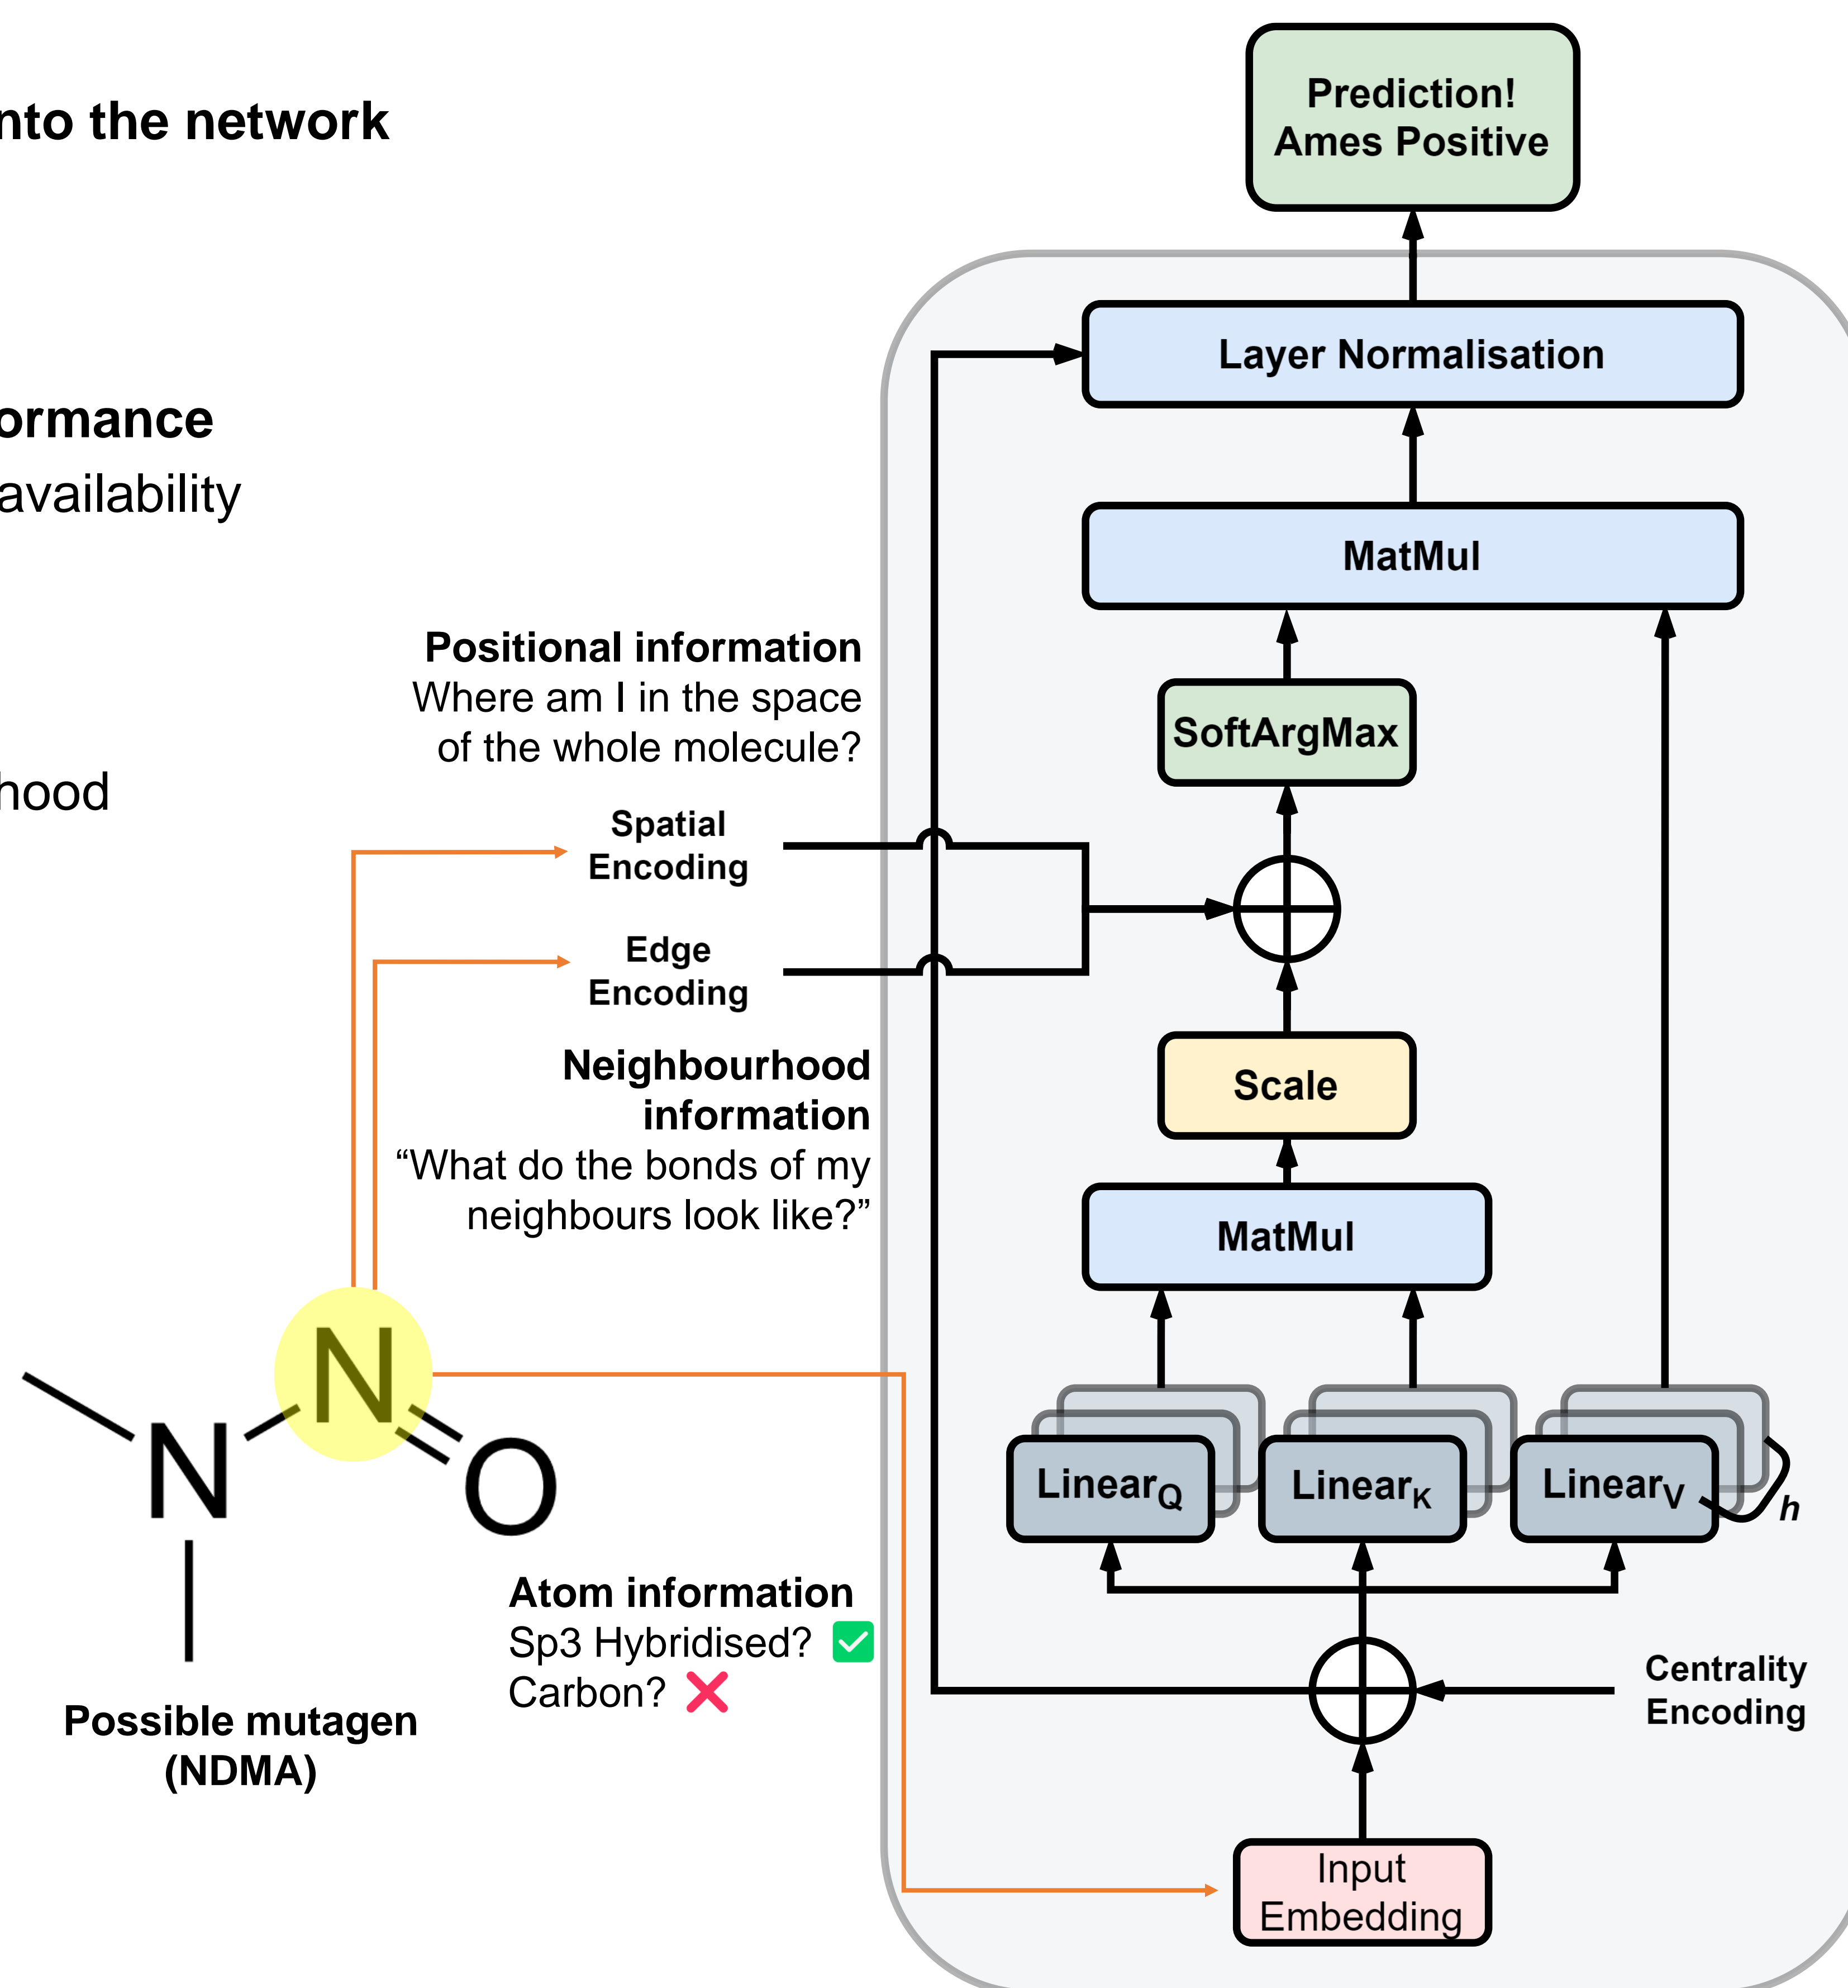 nto the network
ormance
availability
hood
Positional information
Where am I in the space
of the whole molecule?
Spatial
Encoding
Edge
Encoding
Neighbourhood
information
“What do the bonds of my
neighbours look like?”
N
N
O
Possible mutagen
(NDMA)
Atom information
Sp3 Hybridised? ✅
Carbon? ❌
Prediction!
Ames Positive
Layer Normalisation
MatMul
SoftArgMax
Scale
MatMul
LinearQ
LinearK
LinearV
h
Centrality
Encoding
Input
Embedding